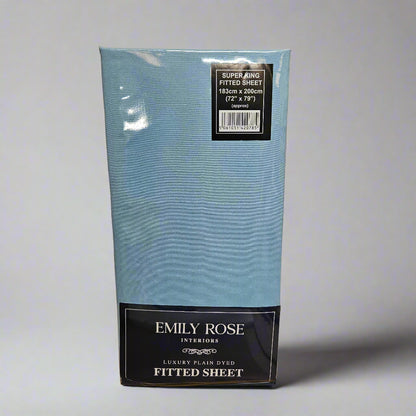 SUPER KING
FITTED SHEET
183cm x 200cm
(72" x 79")
(approx)
EMILY ROSE
INTERIORS
LUXURY PLAIN DYED
FITTED SHEET